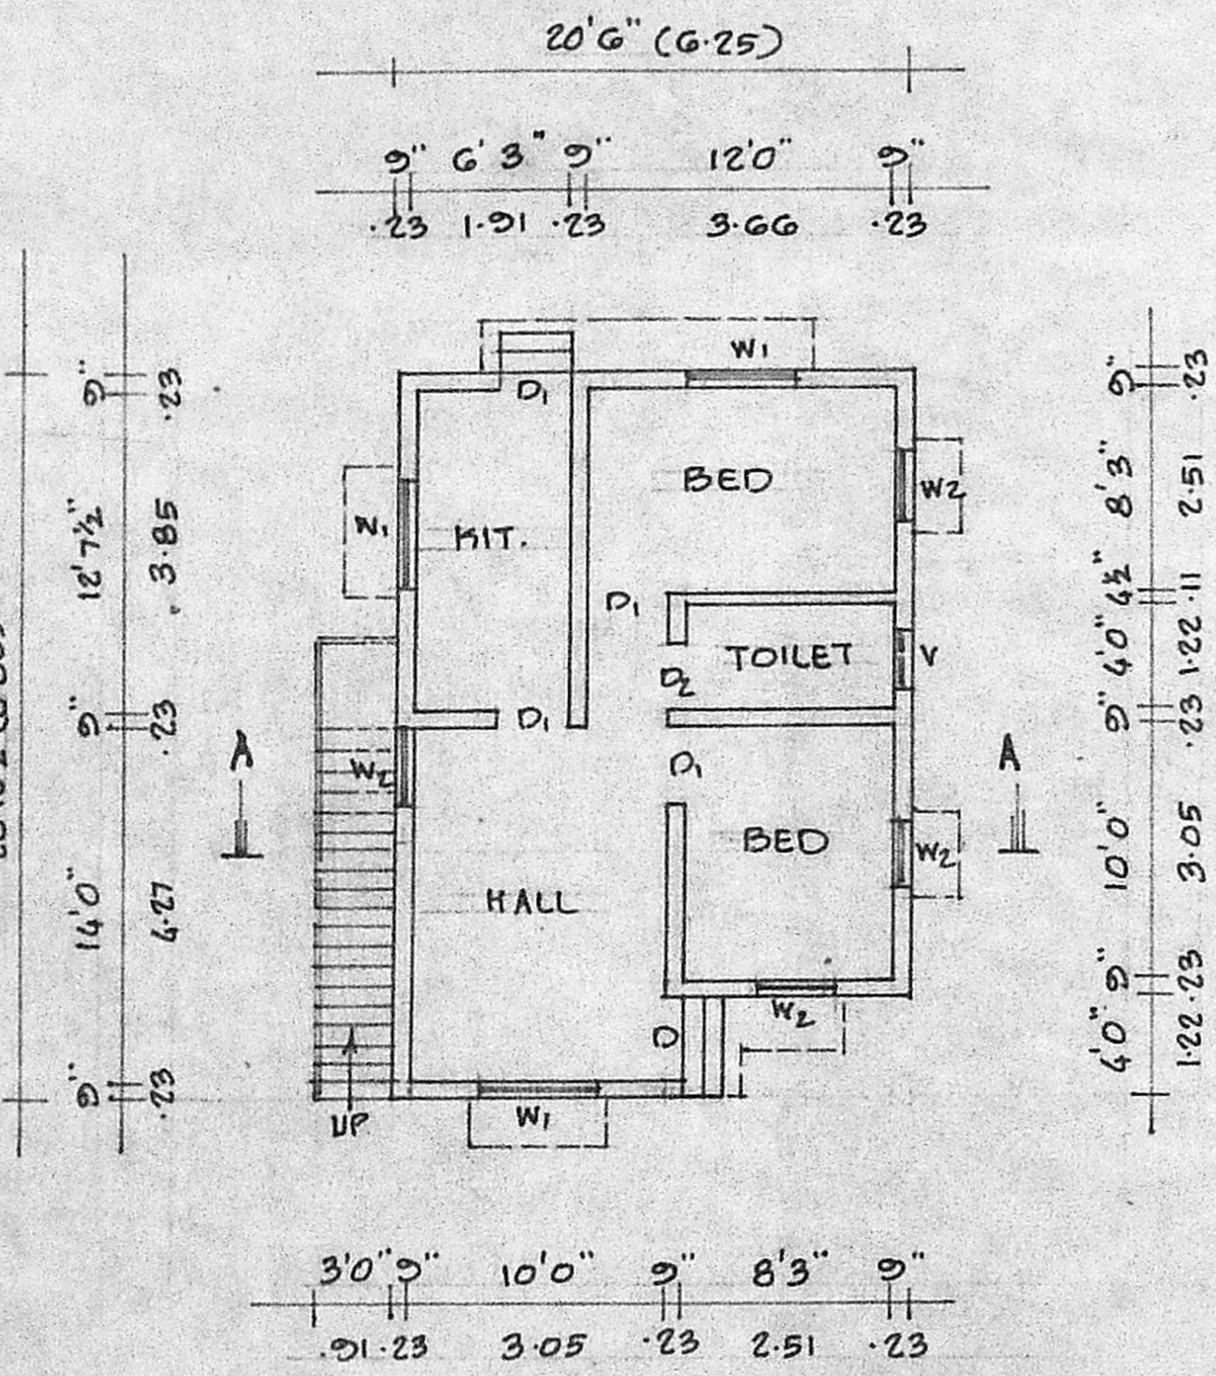 20'6" (6.25)
9" 6'3" 9" 12'0" 9"
.23 1.91 .23 3.66 .23
9" 12'7½" 9" 14'0" 9"
.23 3.85 .23 4.27 .23
W1
D1
BED
W2
W1
KIT.
D1
TOILET
V
D2
D1
A
W2
D1
A
BED
W2
HALL
D
W2
W1
UP
9" 8'3" 4½" 4'0" 9" 10'0" 9" 4'0"
.23 2.51 .11 1.22 .23 3.05 .23 1.22
3'0" 9" 10'0" 9" 8'3" 9"
.91 .23 3.05 .23 2.51 .23